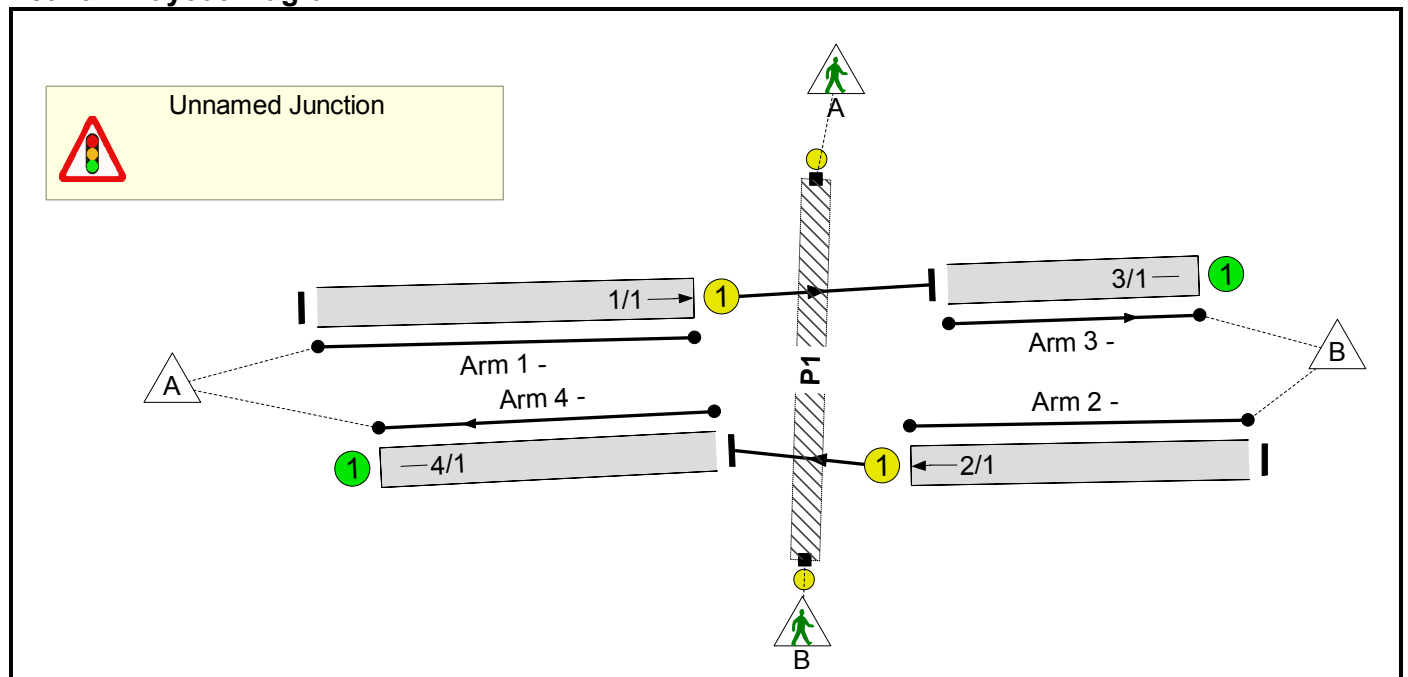 Unnamed Junction
A
1/1
1
3/1
1
Arm 1 -
Arm 3 -
A
P1
B
Arm 4 -
Arm 2 -
1
4/1
1
2/1
B